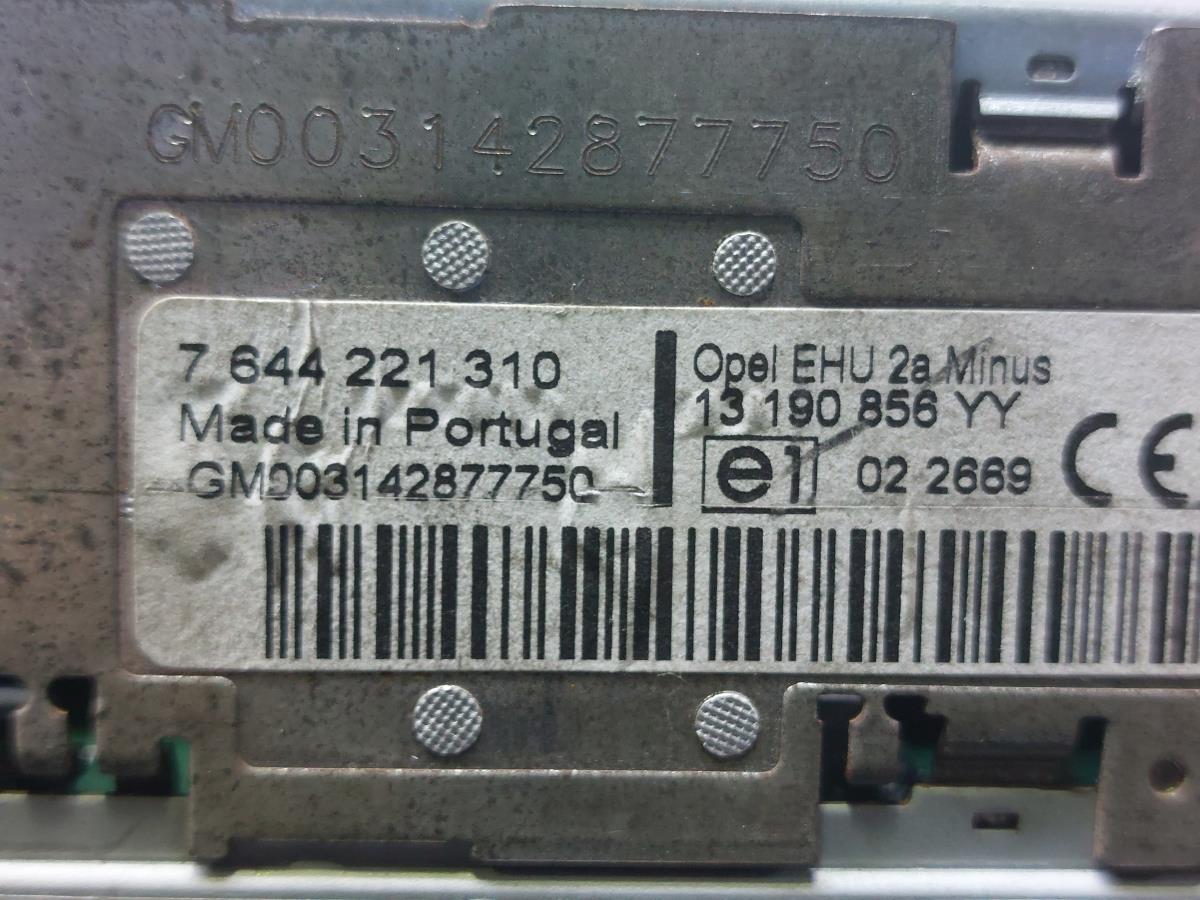 GM003142877750
7 644 221 310
Made in Portugal
GM003142877750
Opel EHU 2a Minus
13 190 856 YY
e1 02 2669 CE